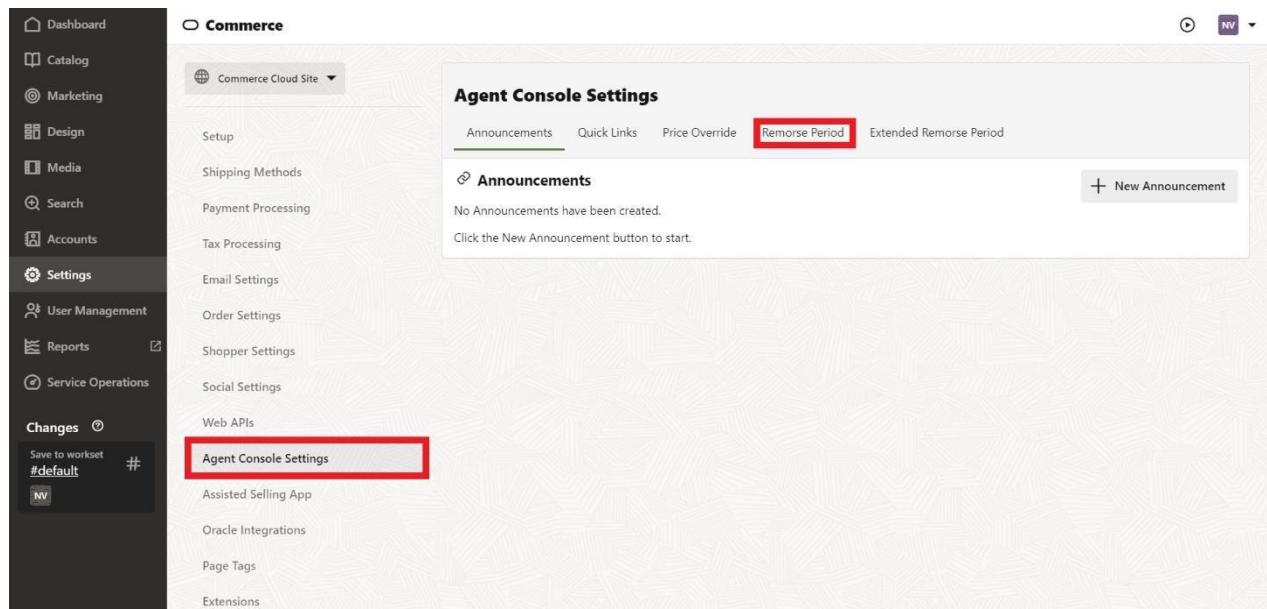 Dashboard
Catalog
Marketing
Design
Media
Search
Accounts
Settings
User Management
Reports
Service Operations
Changes
Save to workset
#default
#
NV
Commerce
NV
Commerce Cloud Site
Setup
Shipping Methods
Payment Processing
Tax Processing
Email Settings
Order Settings
Shopper Settings
Social Settings
Web APIs
Agent Console Settings
Assisted Selling App
Oracle Integrations
Page Tags
Extensions
Agent Console Settings
Announcements Quick Links Price Override Remorse Period Extended Remorse Period
Announcements
+ New Announcement
No Announcements have been created.
Click the New Announcement button to start.